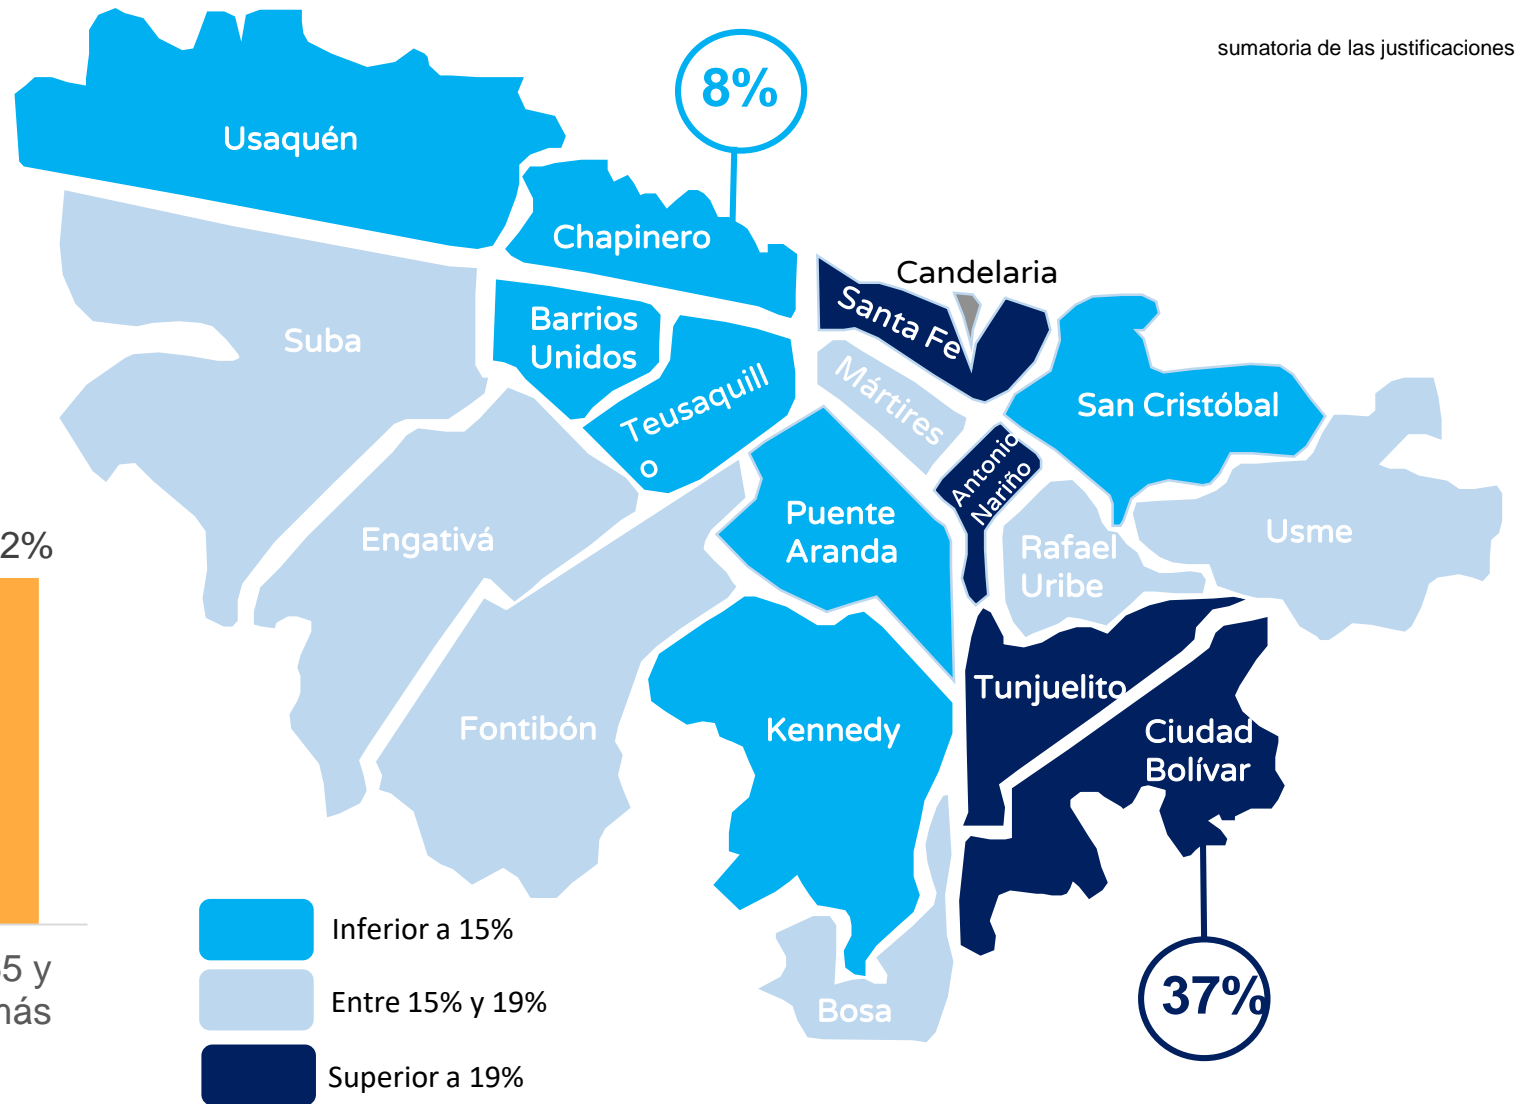 sumatoria de las justificaciones
8%
Usaquén
Chapinero
Candelaria
Santa Fe
Barrios
Unidos
Suba
Teusaquill
o
Mártires
San Cristóbal
Antonio
Nariño
Puente
Aranda
Engativá
Rafael
Uribe
Usme
2%
Tunjuelito
Fontibón
Kennedy
Ciudad
Bolívar
Inferior a 15%
5 y
nás
Entre 15% y 19%
37%
Bosa
Superior a 19%